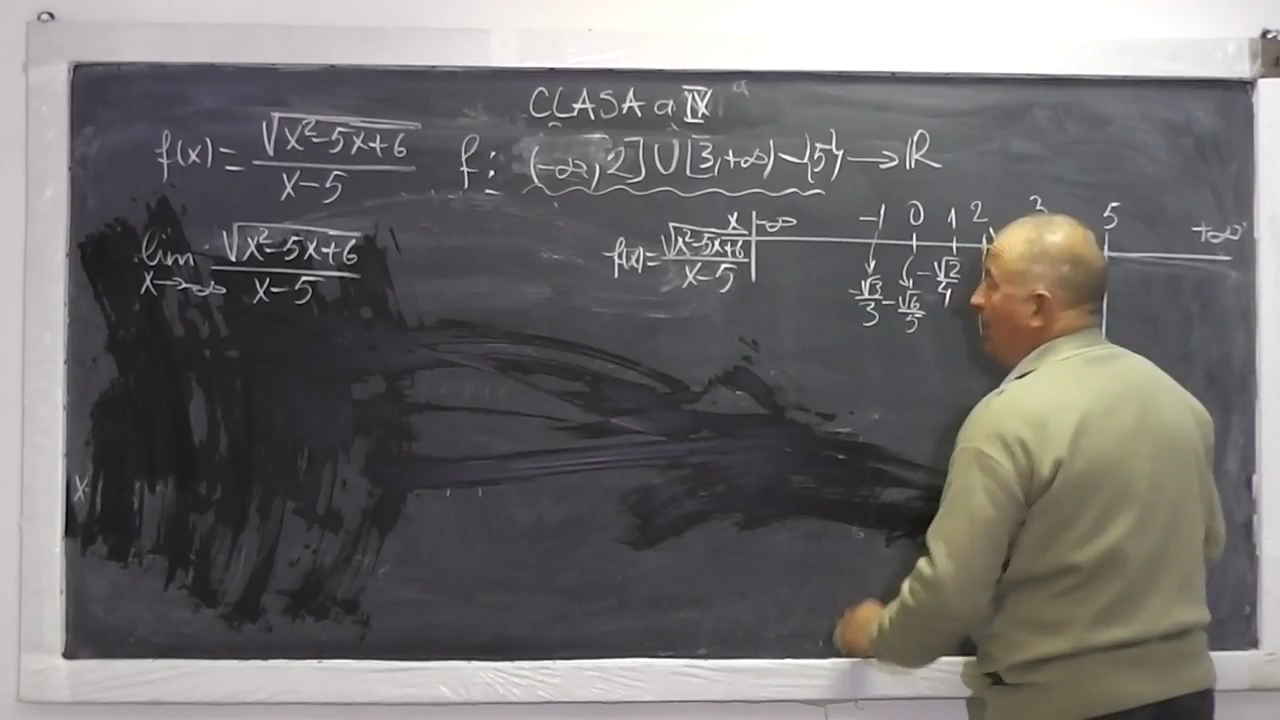 CLASA a IX a
f(x) = √(x²-5x+6) / (x-5)   f: (-∞, 2] ∪ [3, +∞) - {5} → ℝ
lim x→-∞ √(x²-5x+6) / (x-5)
x | -∞ -1 0 1 2 3 5 +∞
f(x) = √(x²-5x+6) / (x-5) | -√3/3 -√6/5 -√2/4
x